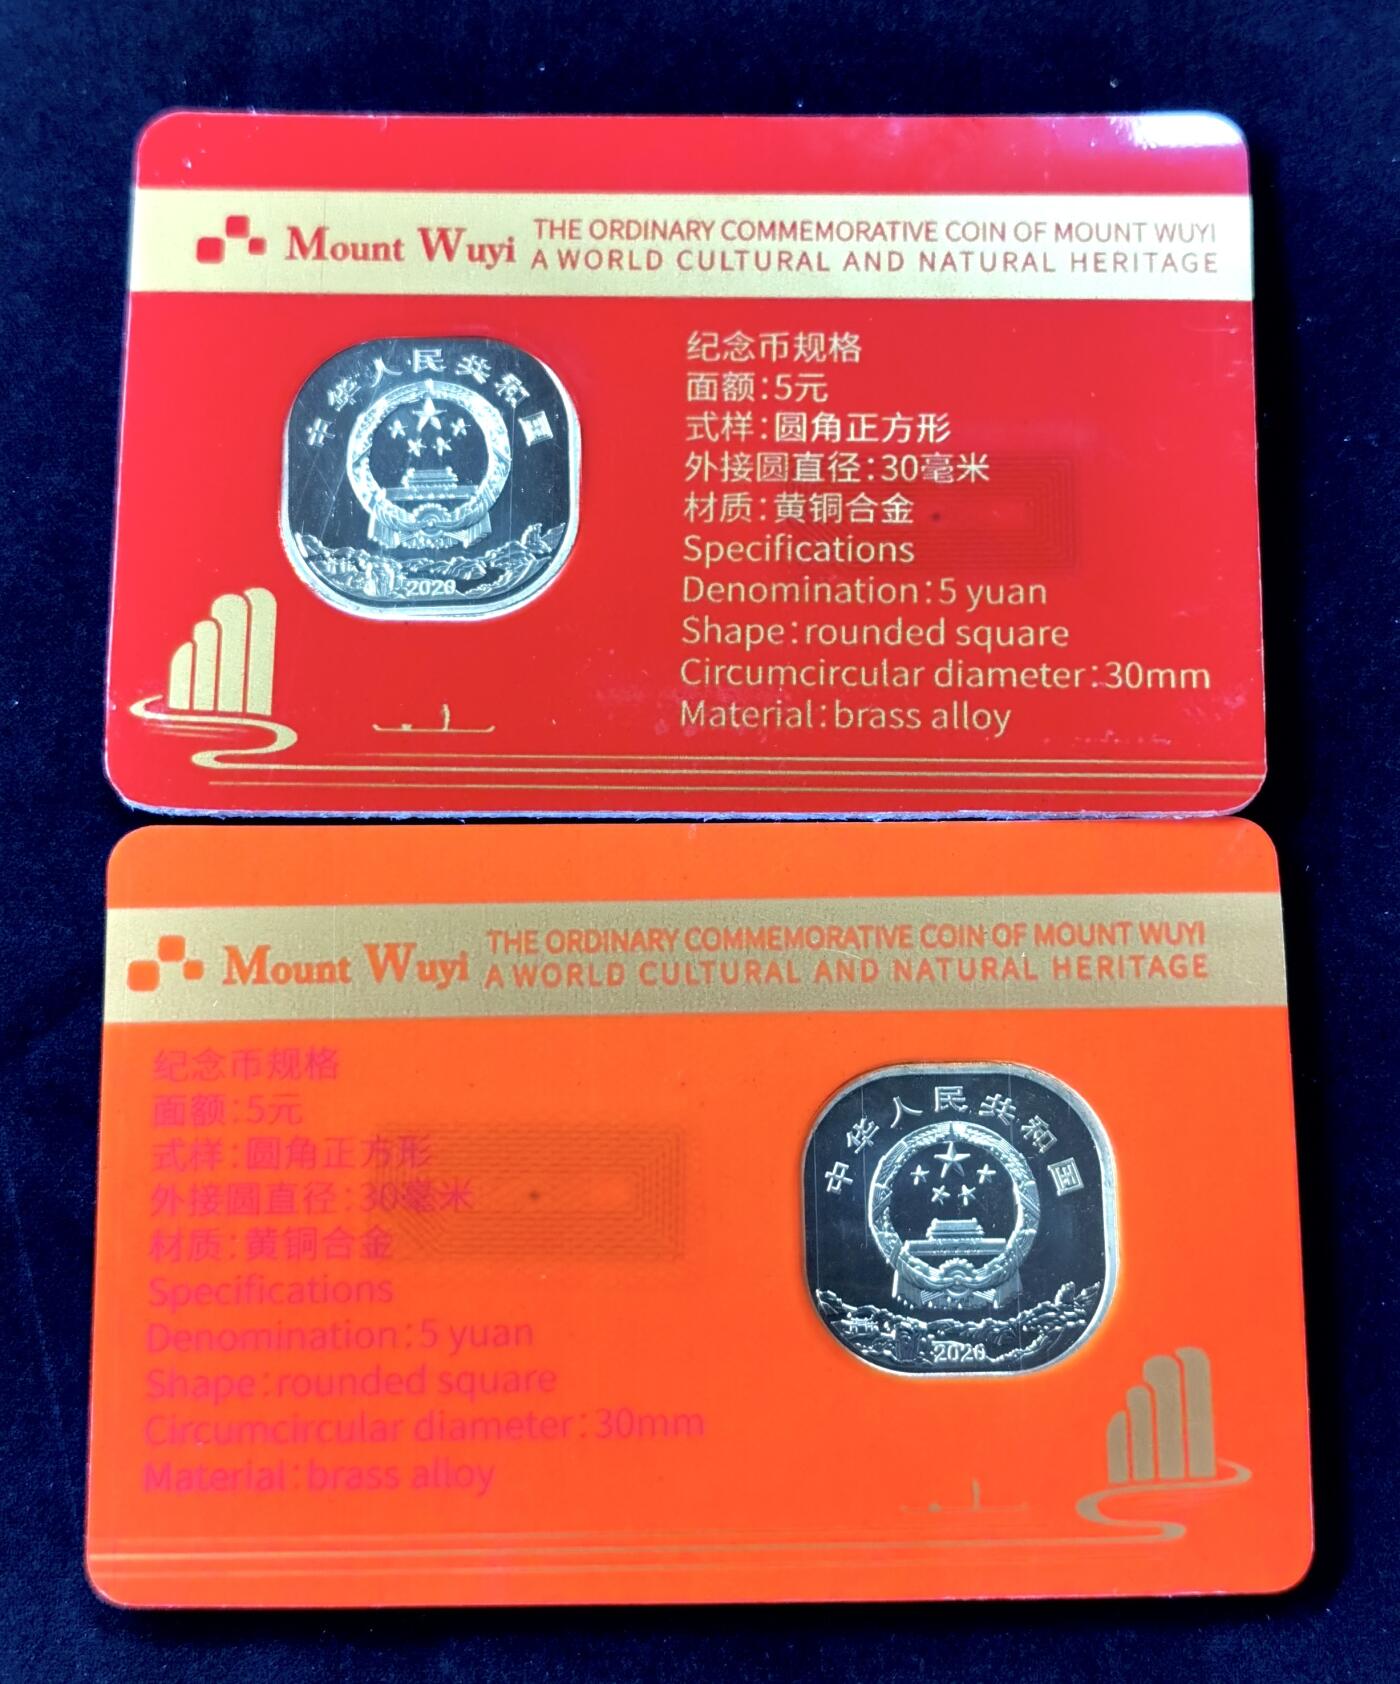 Mount Wuyi
THE ORDINARY COMMEMORATIVE COIN OF MOUNT WUYI
A WORLD CULTURAL AND NATURAL HERITAGE
中华人民共和国
2020
纪念币规格
面额:5元
式样:圆角正方形
外接圆直径:30毫米
材质:黄铜合金
Specifications
Denomination:5 yuan
Shape:rounded square
Circumcircular diameter:30mm
Material:brass alloy
Mount Wuyi
THE ORDINARY COMMEMORATIVE COIN OF MOUNT WUYI
A WORLD CULTURAL AND NATURAL HERITAGE
纪念币规格
面额:5元
式样:圆角正方形
外接圆直径:30毫米
材质:黄铜合金
Specifications
Denomination:5 yuan
Shape:rounded square
Circumcircular diameter:30mm
Material:brass alloy
中华人民共和国
2020